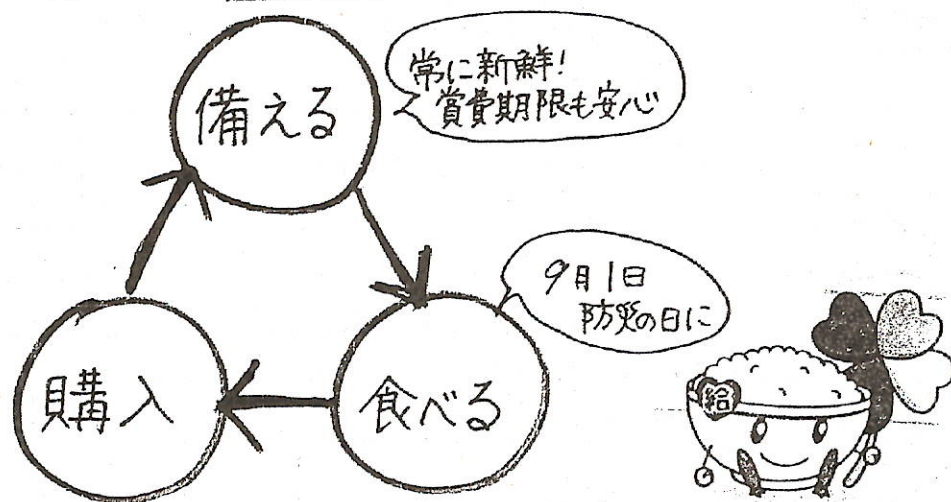 備える
常に新鮮!
賞費期限も安心
9月1日
防災の日に
購入
食べる
給